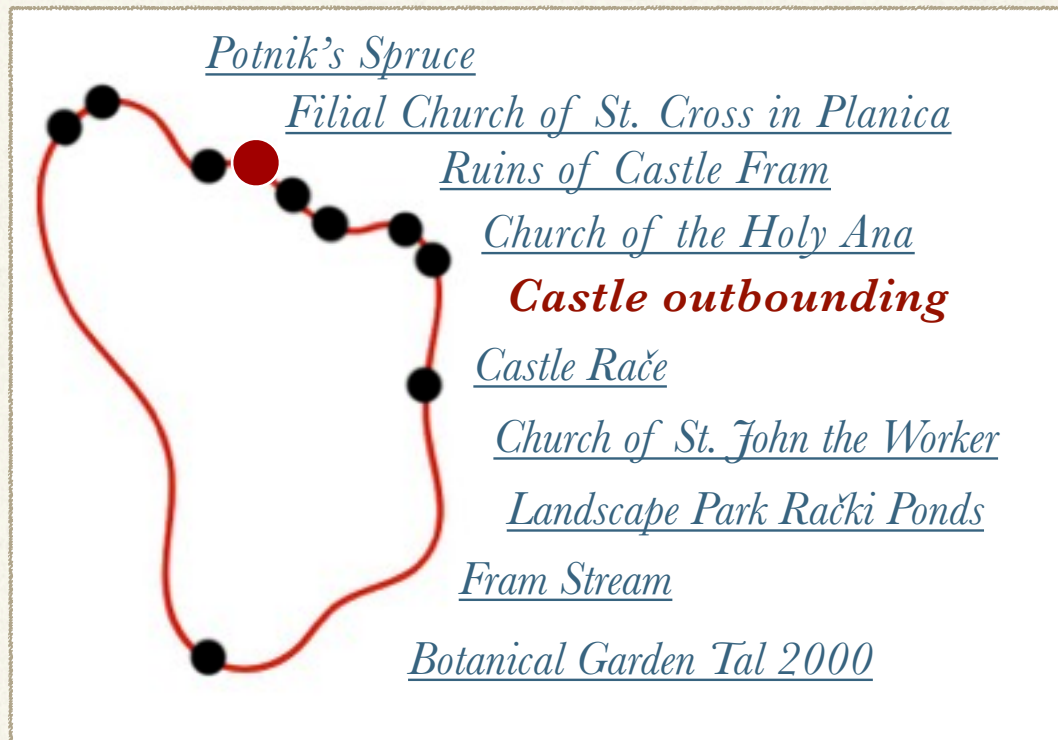 Potnik's Spruce
Filial Church of St. Cross in Planica
Ruins of Castle Fram
Church of the Holy Ana
Castle outbounding
Castle Rače
Church of St. John the Worker
Landscape Park Rački Ponds
Fram Stream
Botanical Garden Tal 2000